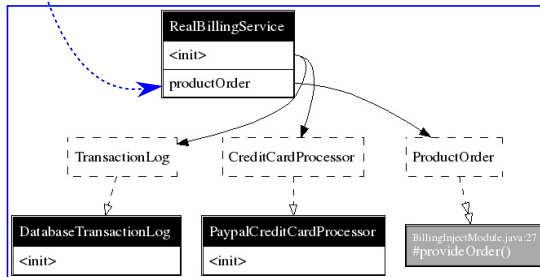 RealBillingService
<init>
productOrder
TransactionLog
CreditCardProcessor
ProductOrder
DatabaseTransactionLog
<init>
PaypalCreditCardProcessor
<init>
BillingInjectModule.java:27
#provideOrder()